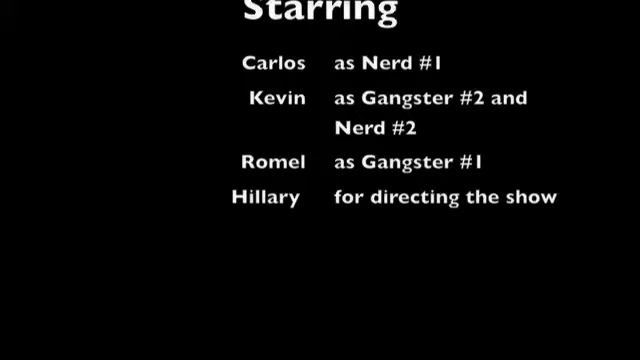 Starring
Carlos as Nerd #1
Kevin as Gangster #2 and
Nerd #2
Romel as Gangster #1
Hillary for directing the show